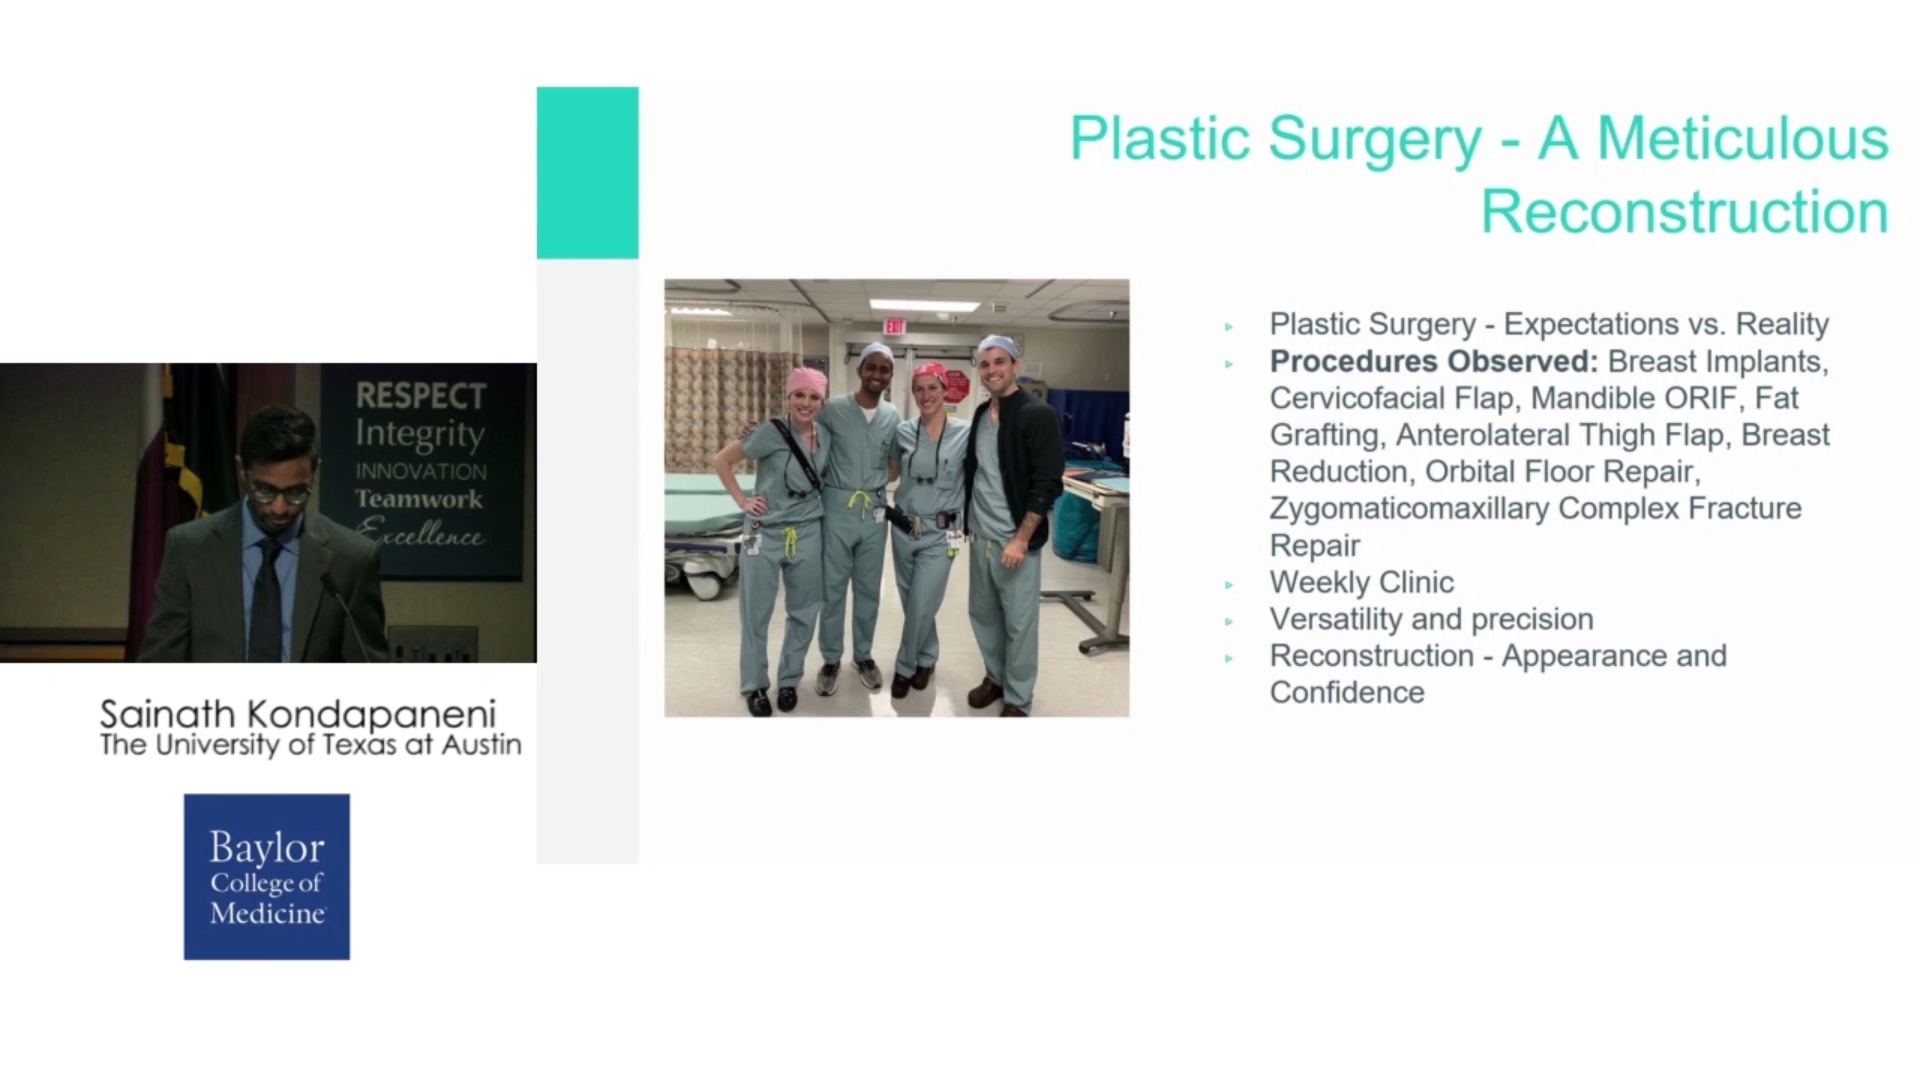 Plastic Surgery - A Meticulous
Reconstruction
EXIT
Plastic Surgery - Expectations vs. Reality
Procedures Observed: Breast Implants,
Cervicofacial Flap, Mandible ORIF, Fat
Grafting, Anterolateral Thigh Flap, Breast
Reduction, Orbital Floor Repair,
Zygomaticomaxillary Complex Fracture
Repair
Weekly Clinic
Versatility and precision
Reconstruction - Appearance and
Confidence
RESPECT
Integrity
INNOVATION
Teamwork
Excellence
Sainath Kondapaneni
The University of Texas at Austin
Baylor
College of
Medicine